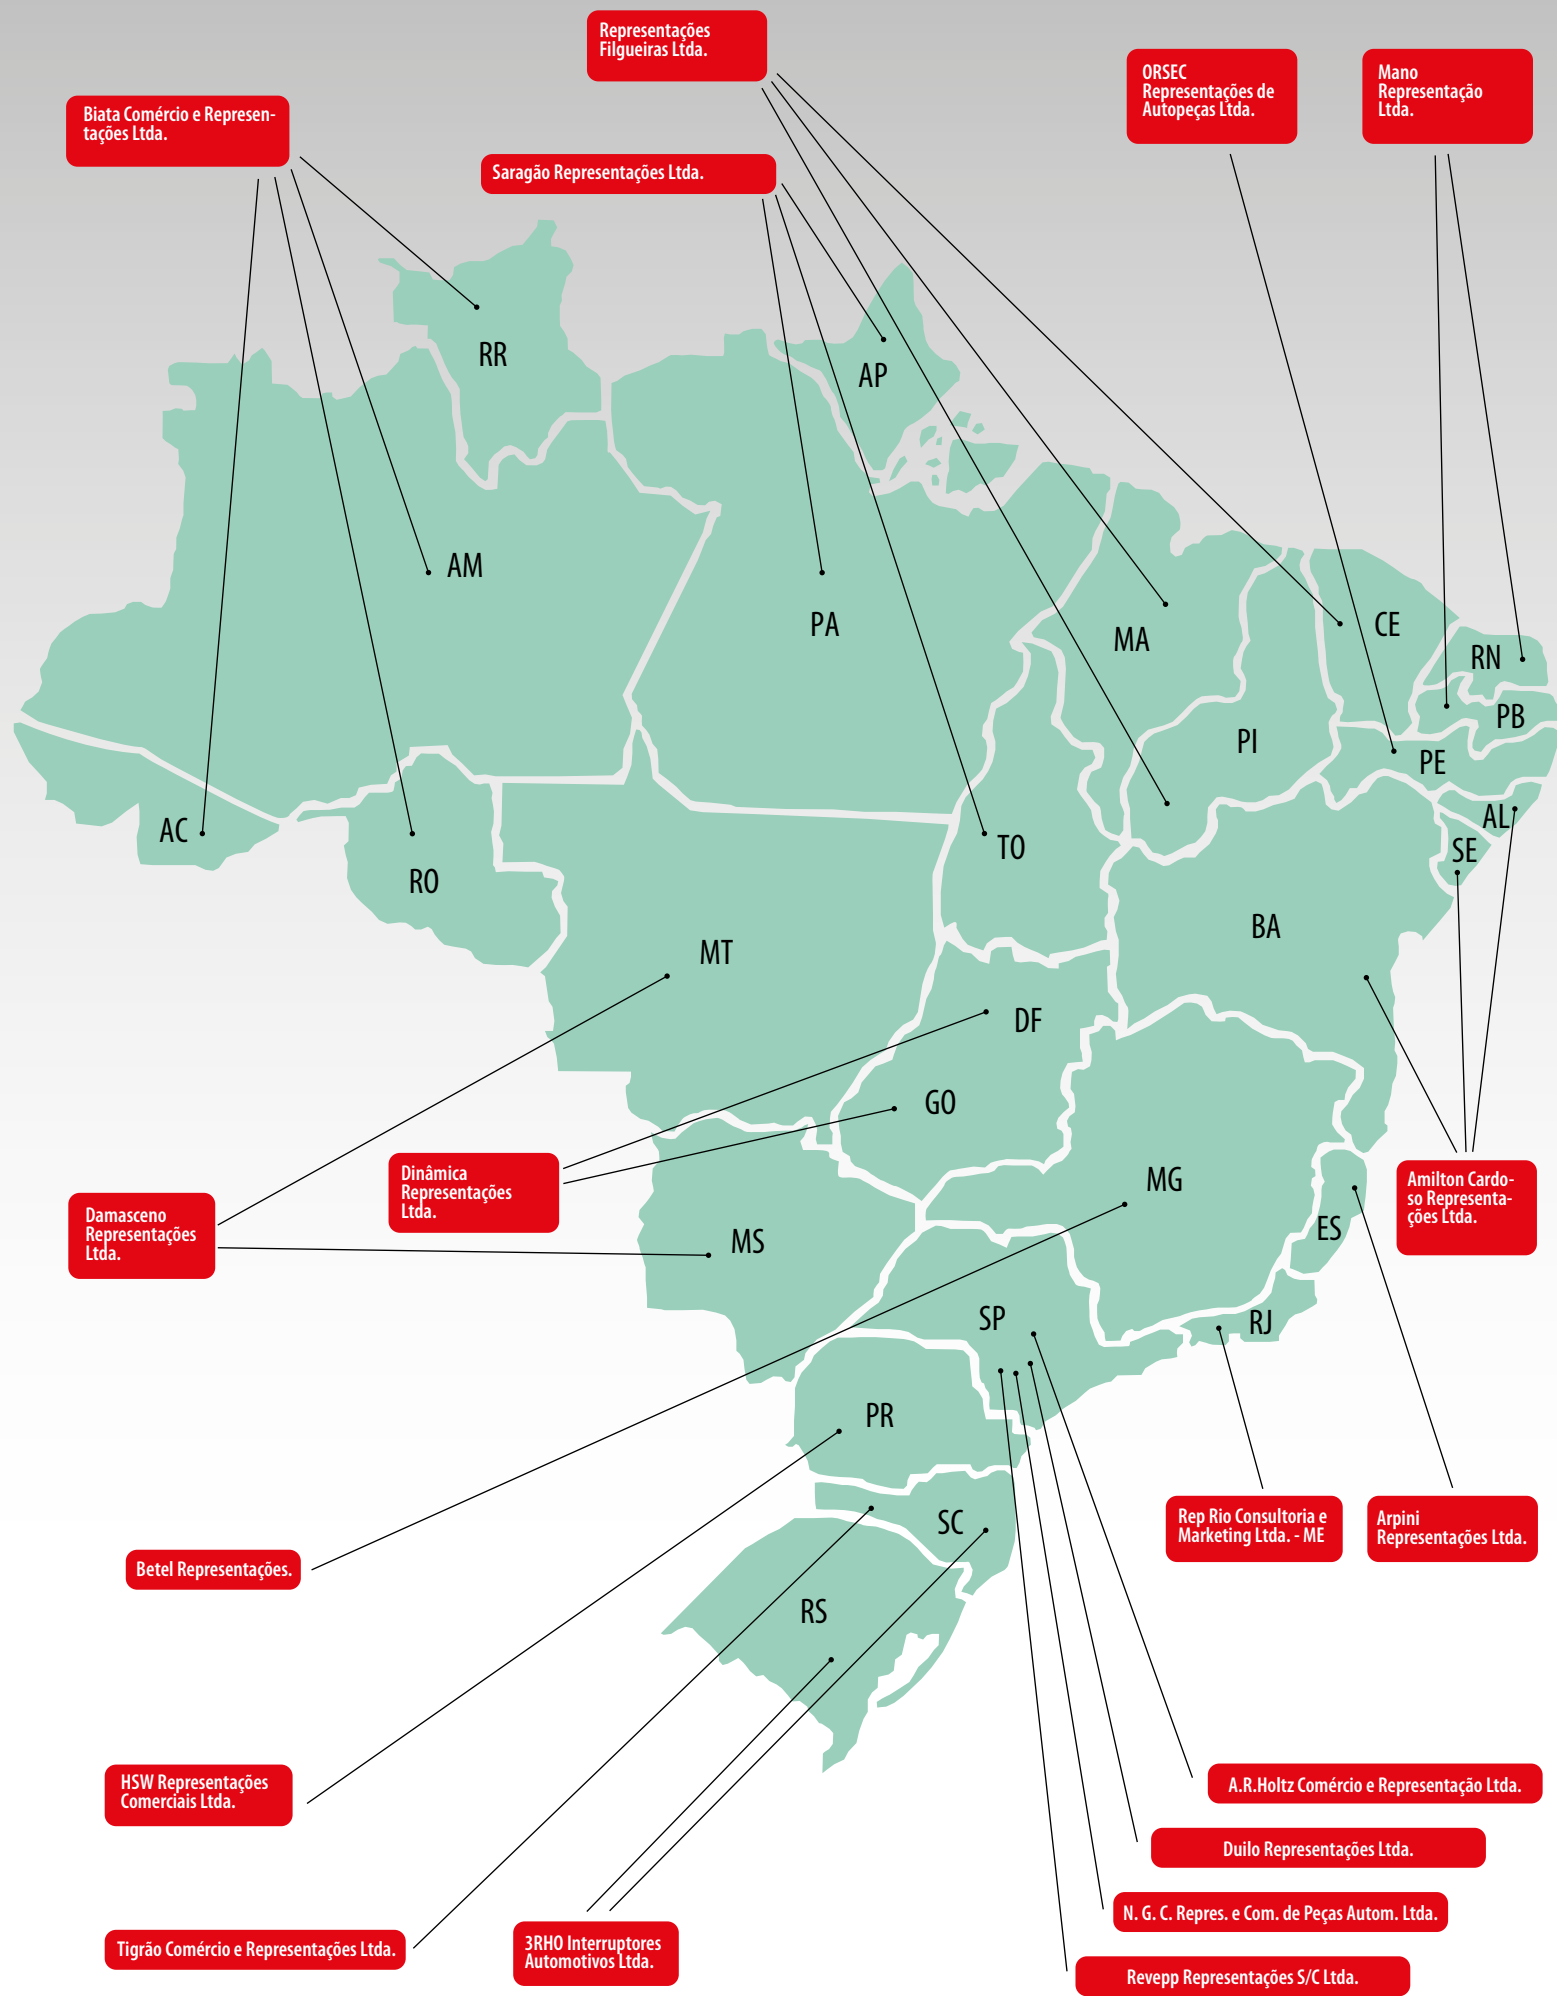 Representações
Filgueiras Ltda.
ORSEC
Representações de
Autopeças Ltda.
Mano
Representação
Ltda.
Biata Comércio e Represen-
tações Ltda.
Saragão Representações Ltda.
RR
AP
AM
PA
MA
CE
RN
PB
PI
PE
AL
SE
AC
TO
RO
BA
MT
DF
GO
MG
ES
MS
SP
RJ
PR
SC
RS
Dinâmica
Representações
Ltda.
Damasceno
Representações
Ltda.
Amilton Cardo-
so Representa-
ções Ltda.
Rep Rio Consultoria e
Marketing Ltda. - ME
Arpini
Representações Ltda.
Betel Representações.
HSW Representações
Comerciais Ltda.
A.R.Holtz Comércio e Representação Ltda.
Duilo Representações Ltda.
N. G. C. Repres. e Com. de Peças Autom. Ltda.
Tigrão Comércio e Representações Ltda.
3RHO Interruptores
Automotivos Ltda.
Revepp Representações S/C Ltda.